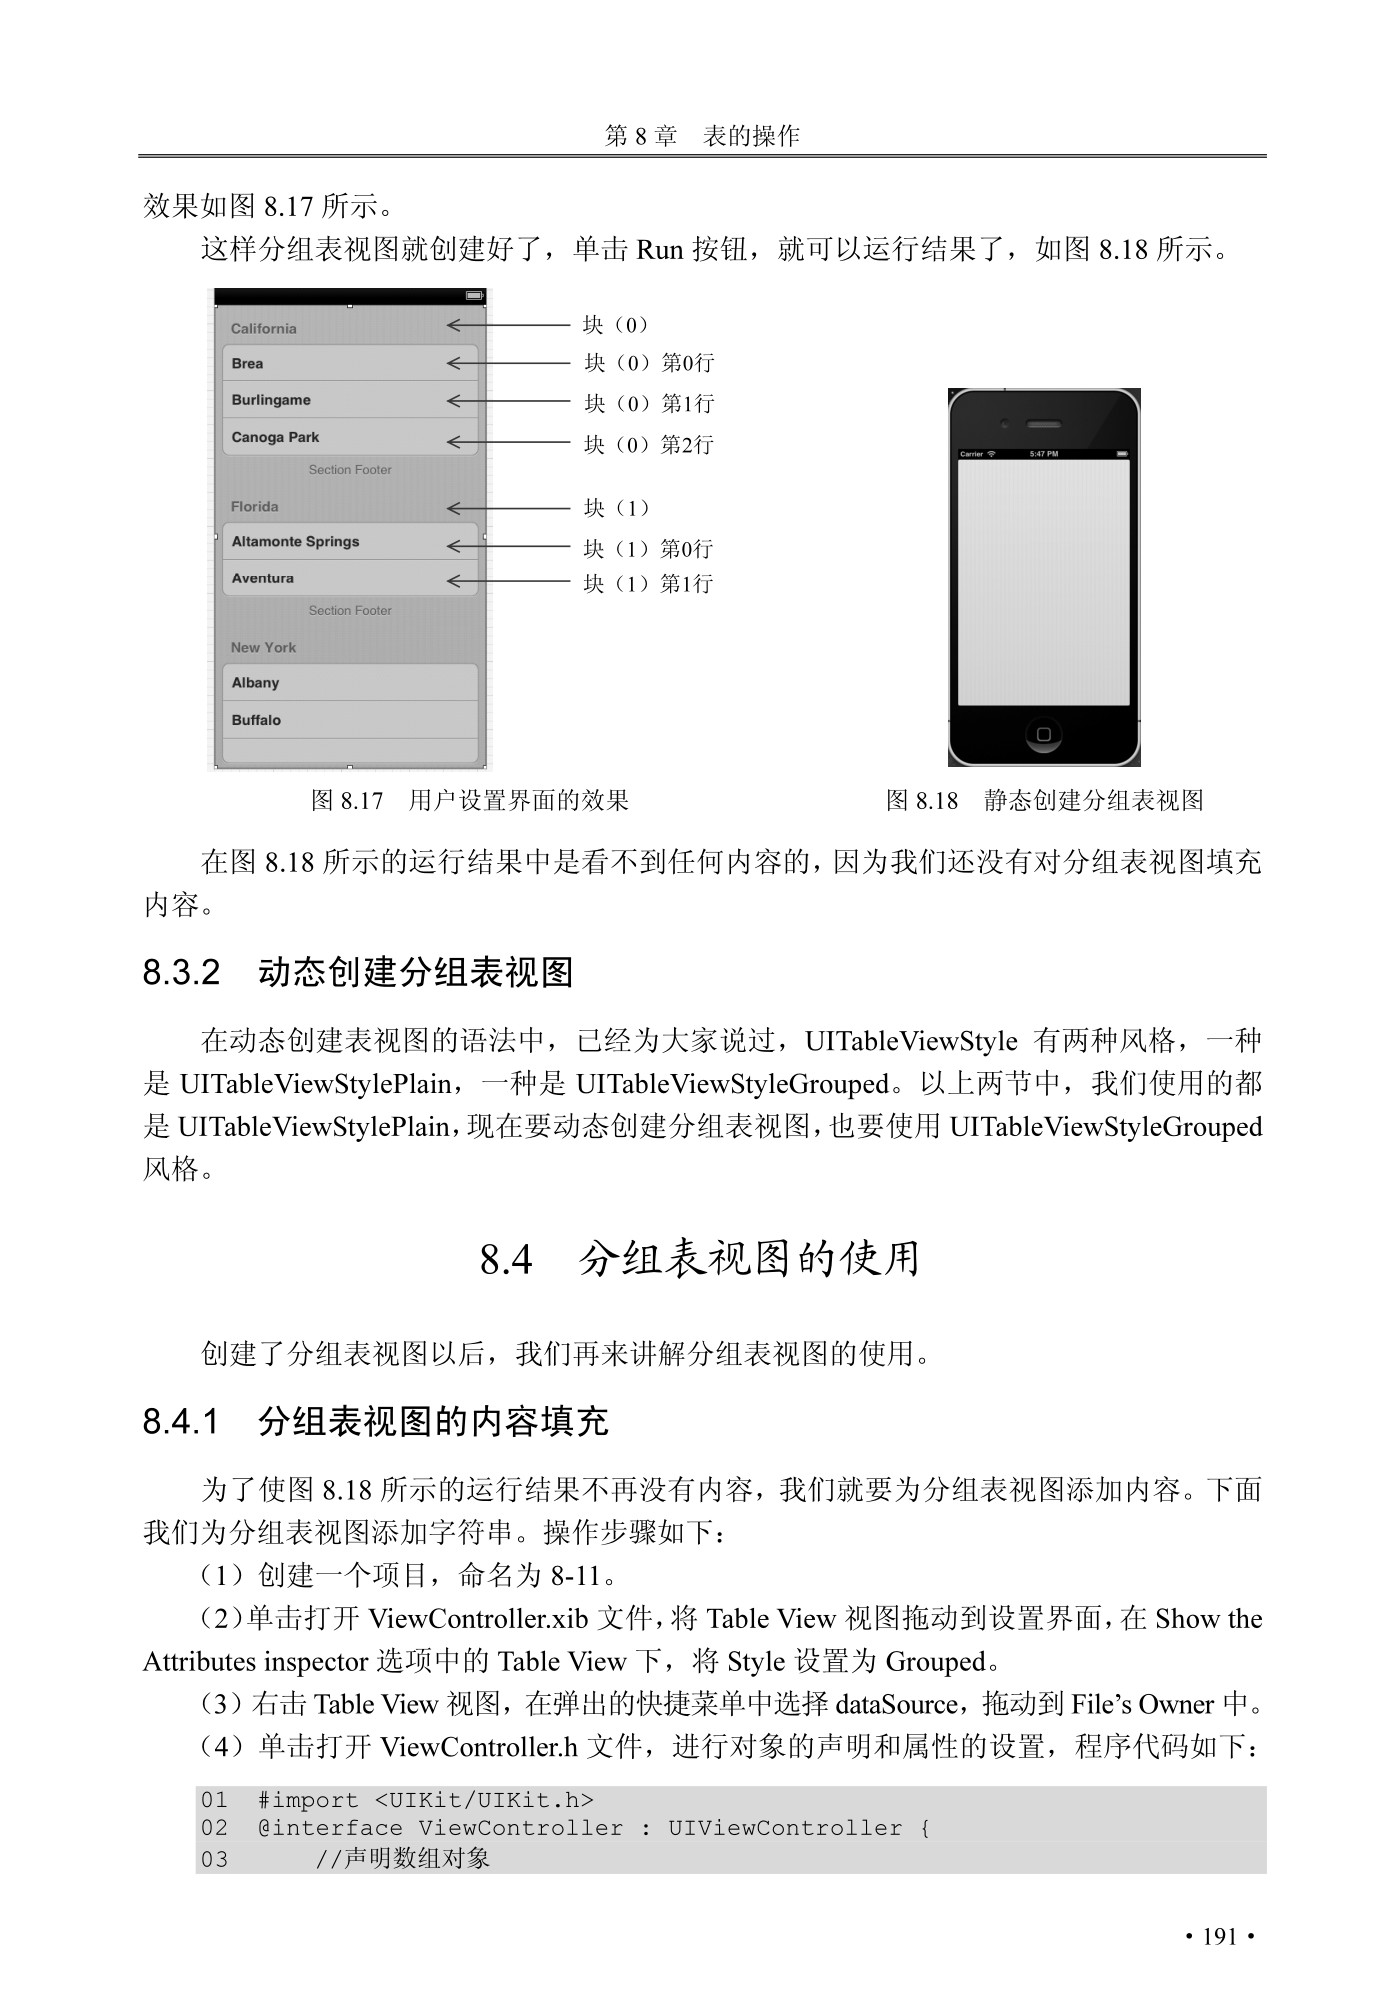 第 8 章　表的操作
效果如图 8.17 所示。
这样分组表视图就创建好了，单击 Run 按钮，就可以运行结果了，如图 8.18 所示。
California
块（0）
Brea
块（0）第0行
Burlingame
块（0）第1行
Canoga Park
块（0）第2行
Section Footer
Florida
块（1）
Altamonte Springs
块（1）第0行
Aventura
块（1）第1行
Section Footer
New York
Albany
Buffalo
Carrier 5:47 PM
图 8.17　用户设置界面的效果
图 8.18　静态创建分组表视图
在图 8.18 所示的运行结果中是看不到任何内容的，因为我们还没有对分组表视图填充
内容。
8.3.2　动态创建分组表视图
在动态创建表视图的语法中，已经为大家说过，UITableViewStyle 有两种风格，一种
是 UITableViewStylePlain，一种是 UITableViewStyleGrouped。以上两节中，我们使用的都
是 UITableViewStylePlain，现在要动态创建分组表视图，也要使用 UITableViewStyleGrouped
风格。
8.4　分组表视图的使用
创建了分组表视图以后，我们再来讲解分组表视图的使用。
8.4.1　分组表视图的内容填充
为了使图 8.18 所示的运行结果不再没有内容，我们就要为分组表视图添加内容。下面
我们为分组表视图添加字符串。操作步骤如下：
（1）创建一个项目，命名为 8-11。
（2）单击打开 ViewController.xib 文件，将 Table View 视图拖动到设置界面，在 Show the
Attributes inspector 选项中的 Table View 下，将 Style 设置为 Grouped。
（3）右击 Table View 视图，在弹出的快捷菜单中选择 dataSource，拖动到 File’s Owner 中。
（4）单击打开 ViewController.h 文件，进行对象的声明和属性的设置，程序代码如下：
01  #import <UIKit/UIKit.h>
02  @interface ViewController : UIViewController {
03      //声明数组对象
• 191 •